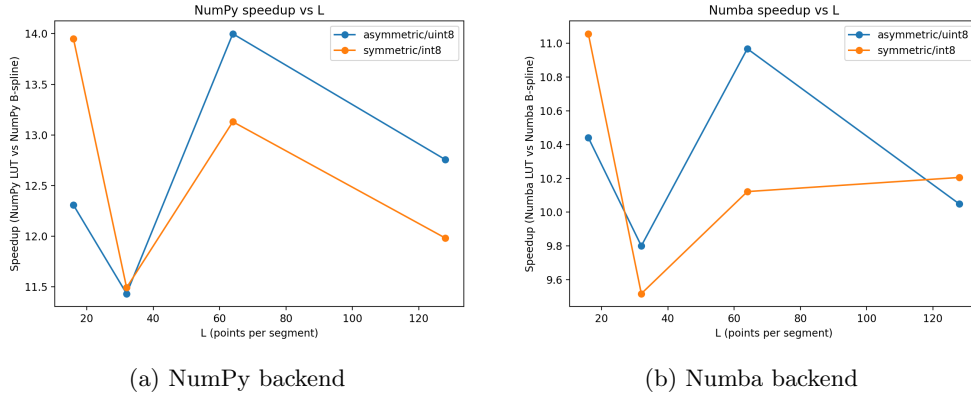 NumPy speedup vs L
Speedup (NumPy LUT vs NumPy B-spline)
14.0
13.5
13.0
12.5
12.0
11.5
asymmetric/uint8
symmetric/int8
20 40 60 80 100 120
L (points per segment)
(a) NumPy backend
Numba speedup vs L
Speedup (Numba LUT vs Numba B-spline)
11.0
10.8
10.6
10.4
10.2
10.0
9.8
9.6
asymmetric/uint8
symmetric/int8
20 40 60 80 100 120
L (points per segment)
(b) Numba backend